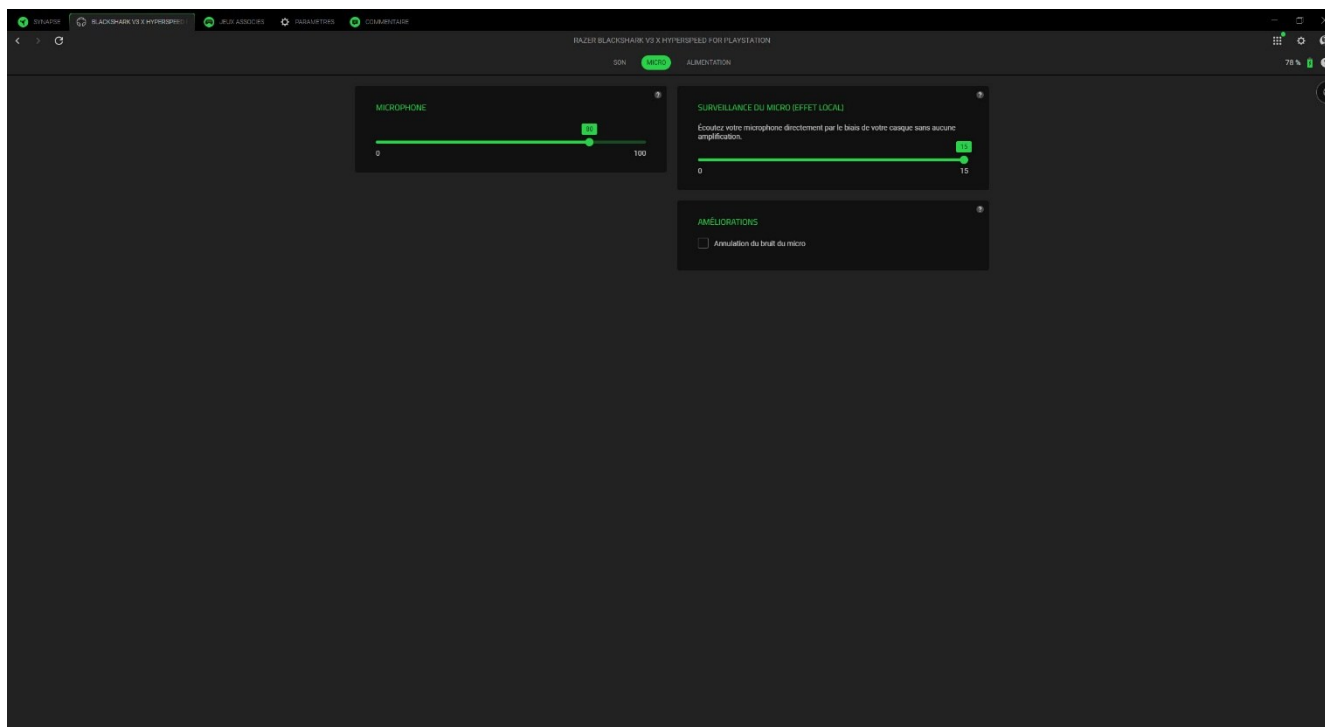 SYNAPSE
BLACKSHARK V3 X HYPERSPEED
JEUX ASSOCIÉS
PARAMÈTRES
COMMENTAIRE
RAZER BLACKSHARK V3 X HYPERSPEED FOR PLAYSTATION
SON
MICRO
ALIMENTATION
78 %
MICROPHONE
0
100
SURVEILLANCE DU MICRO (EFFET LOCAL)
Écoutez votre microphone directement par le biais de votre casque sans aucune
amplification.
15
0
15
AMÉLIORATIONS
Annulation du bruit du micro